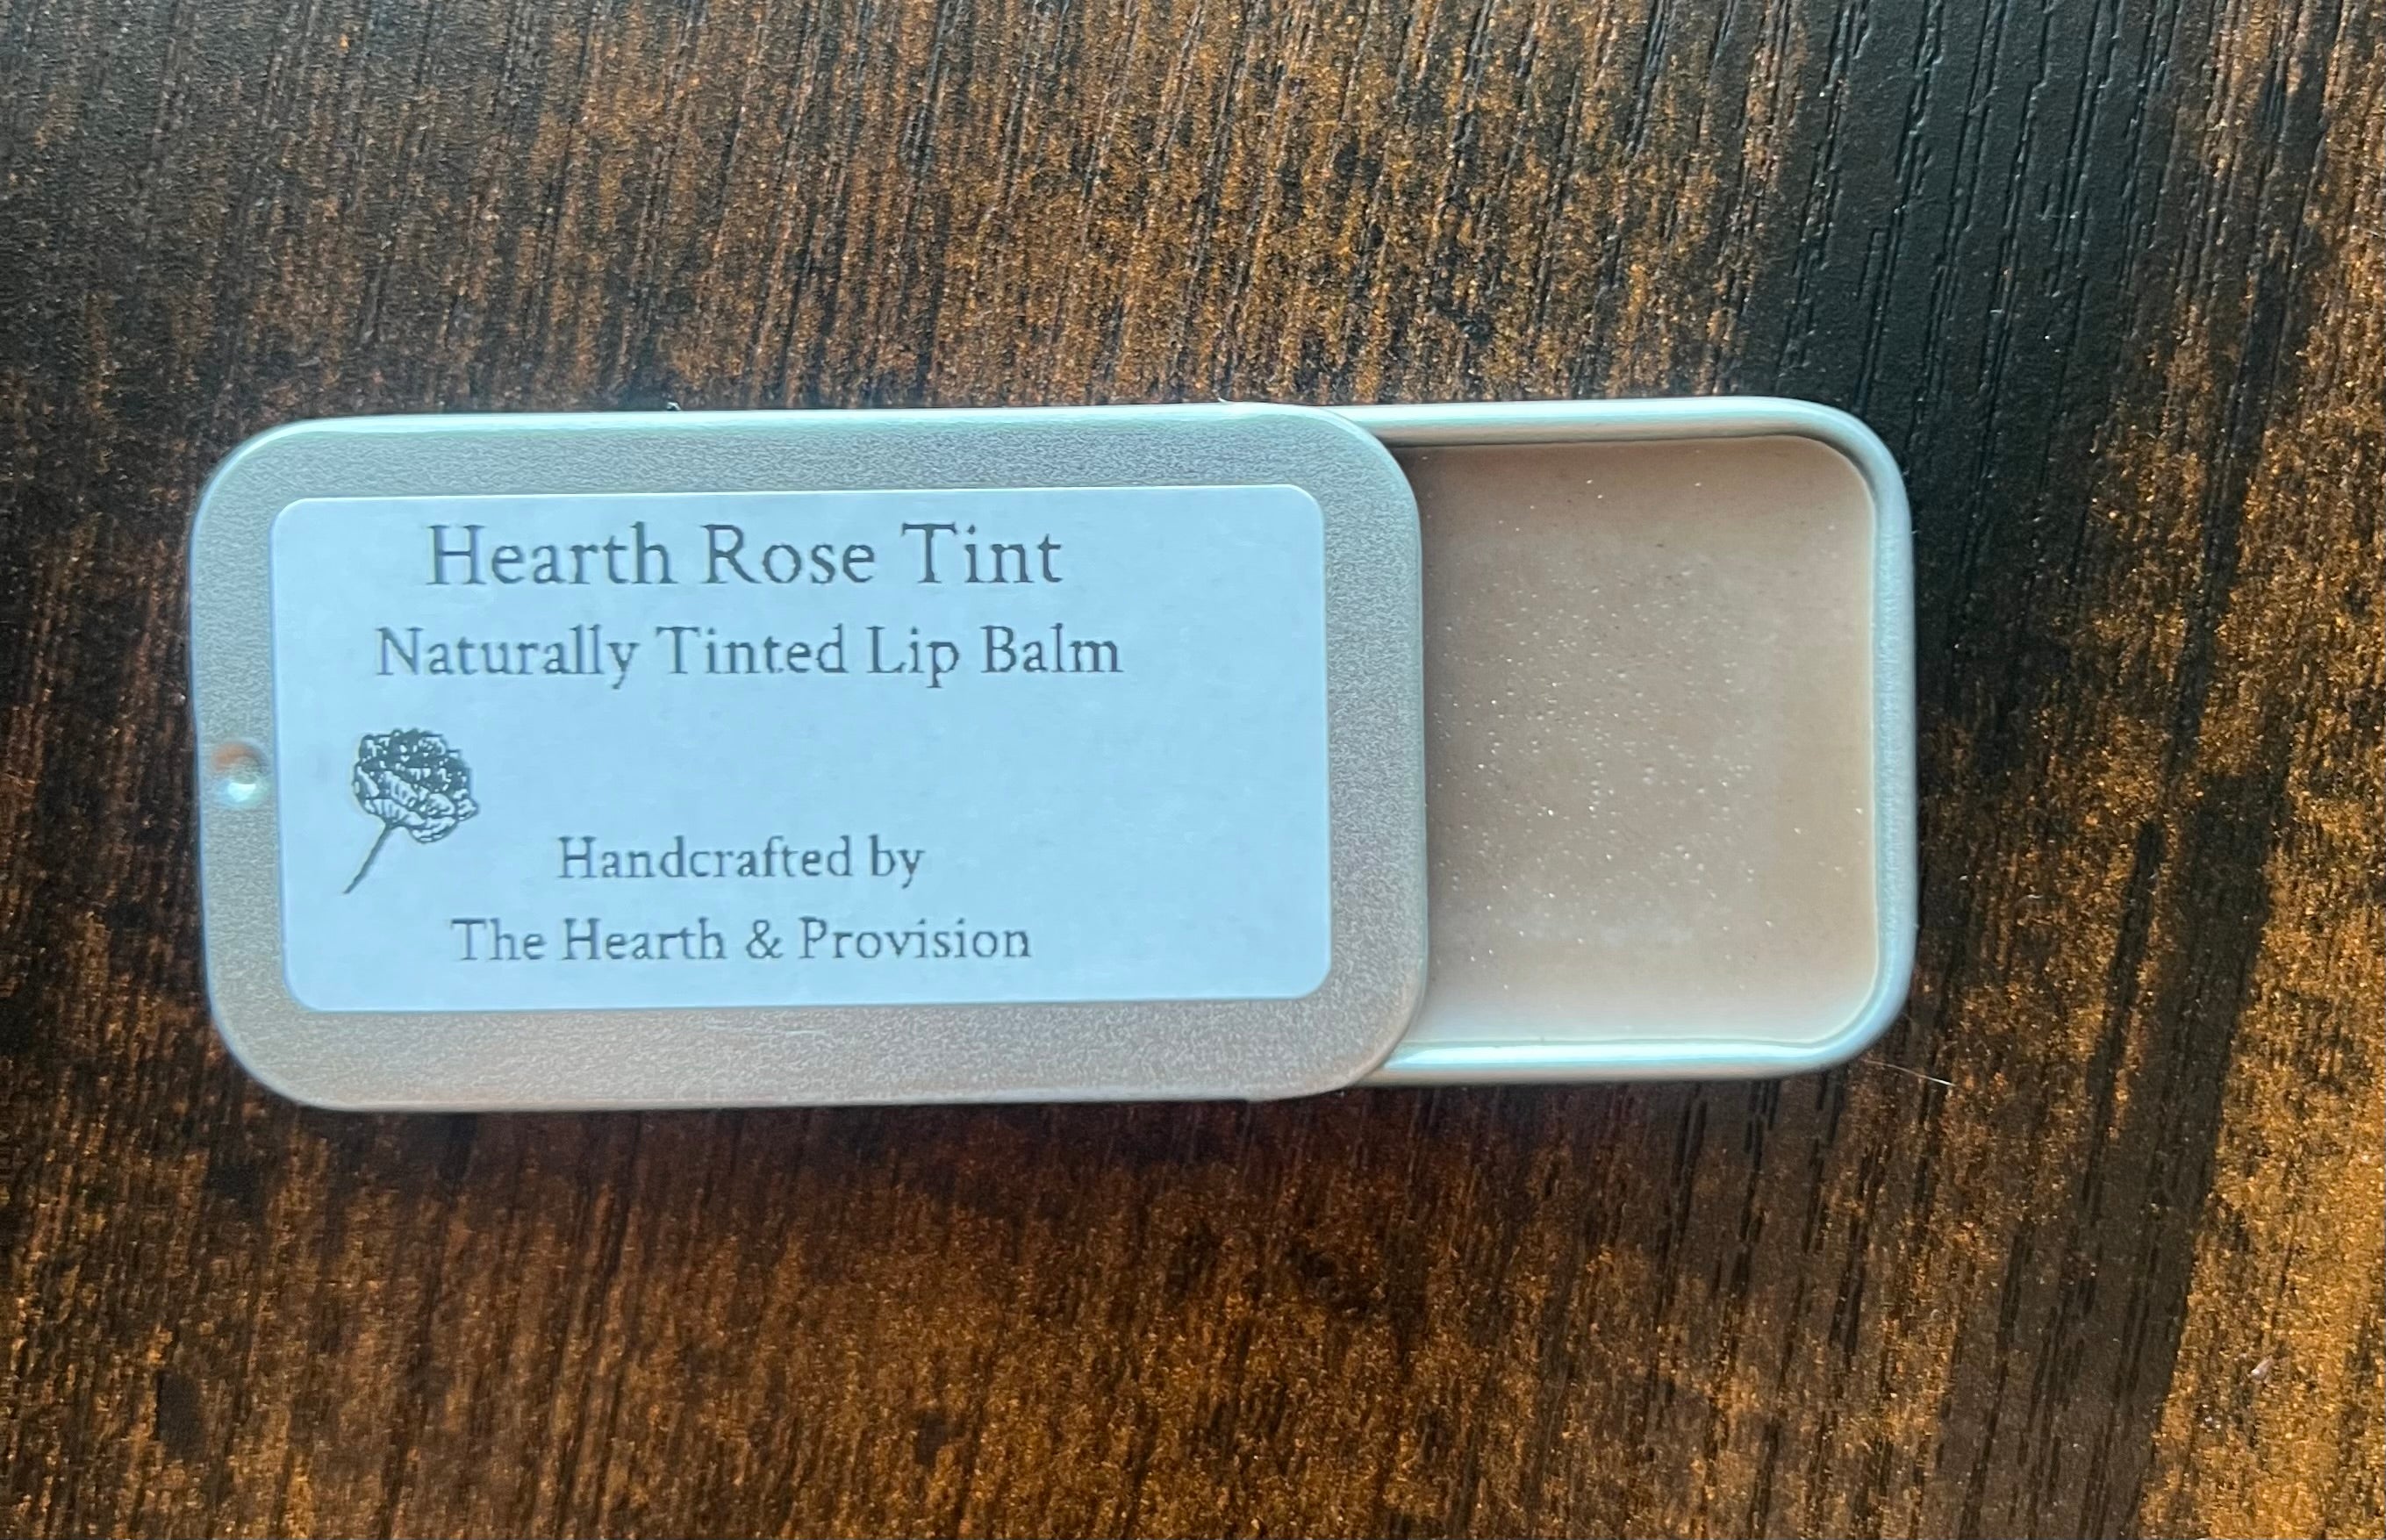 Hearth Rose Tint
Naturally Tinted Lip Balm
Handcrafted by
The Hearth & Provision